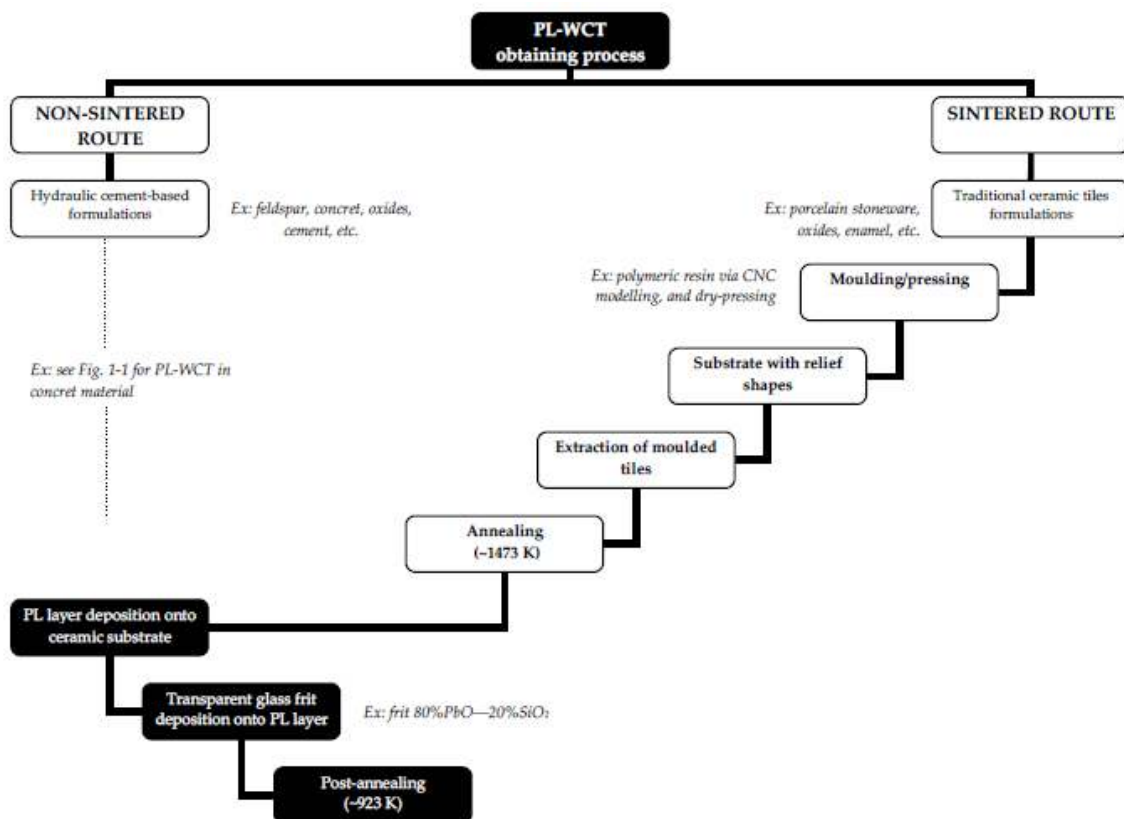 PL-WCT
obtaining process
NON-SINTERED
ROUTE
SINTERED ROUTE
Hydraulic cement-based
formulations
Ex: feldspar, concret, oxides,
cement, etc.
Ex: porcelain stoneware,
oxides, enamel, etc.
Traditional ceramic tiles
formulations
Ex: polymeric resin via CNC
modelling, and dry-pressing
Moulding/pressing
Ex: see Fig. 1-1 for PL-WCT in
concret material
Substrate with relief
shapes
Extraction of moulded
tiles
Annealing
(~1473 K)
PL layer deposition onto
ceramic substrate
Transparent glass frit
deposition onto PL layer
Ex: frit 80%PbO—20%SiO₂
Post-annealing
(~923 K)